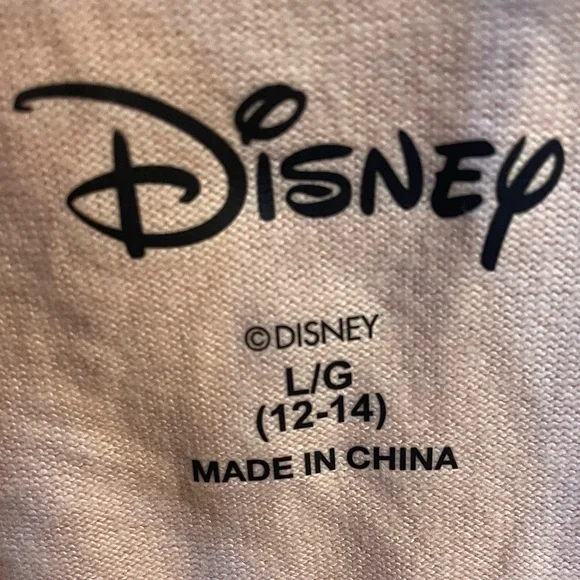 DISNEY
©DISNEY
L/G
(12-14)
MADE IN CHINA